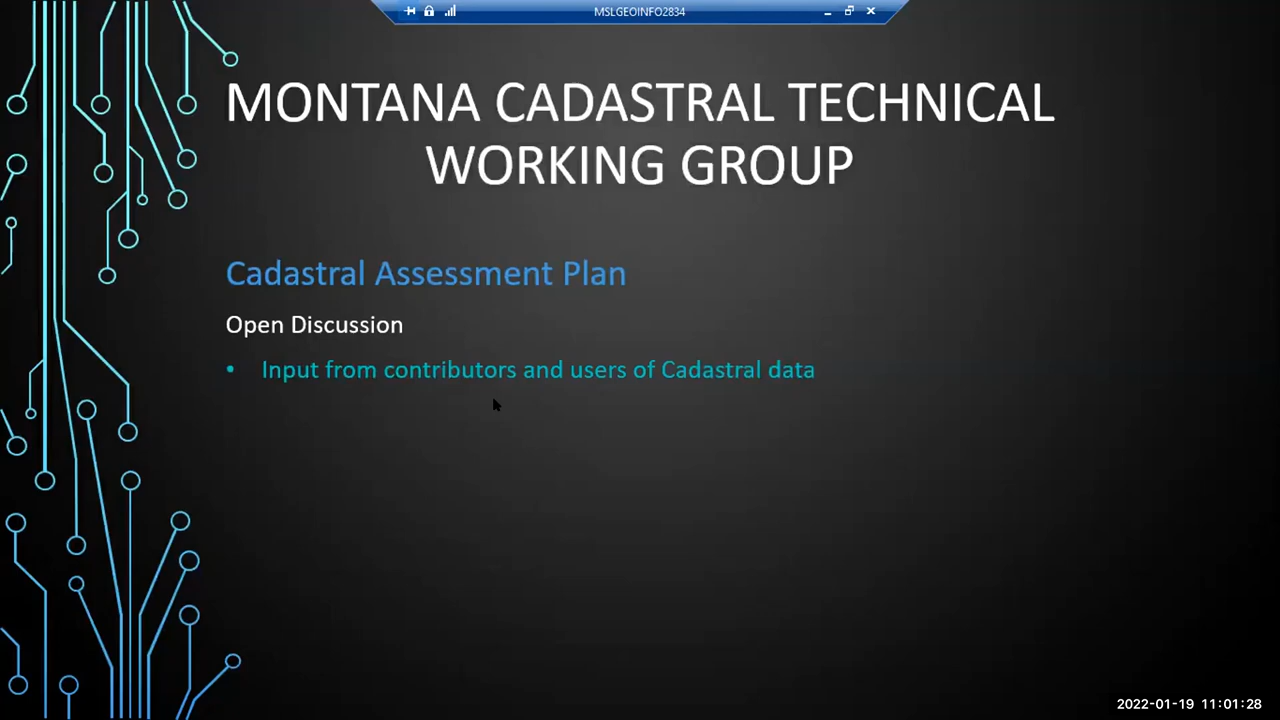 MSLGEOINFO2834
MONTANA CADASTRAL TECHNICAL
WORKING GROUP
Cadastral Assessment Plan
Open Discussion
• Input from contributors and users of Cadastral data
2022-01-19 11:01:28